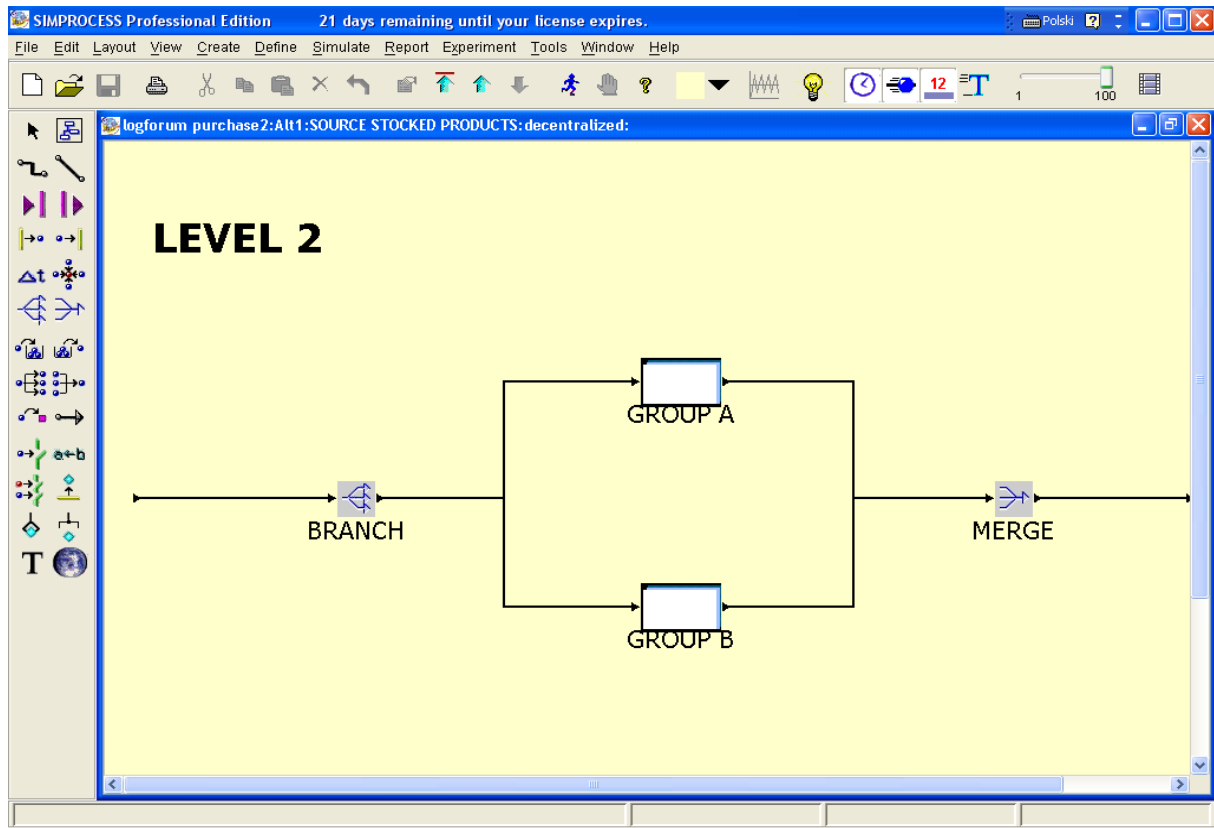 SIMPROCESS Professional Edition 21 days remaining until your license expires. Polski
File Edit Layout View Create Define Simulate Report Experiment Tools Window Help
12 T 1 100
logforum purchase2:Alt1:SOURCE STOCKED PRODUCTS:decentralized:
LEVEL 2
Δt
GROUP A
a b
BRANCH
MERGE
T
GROUP B